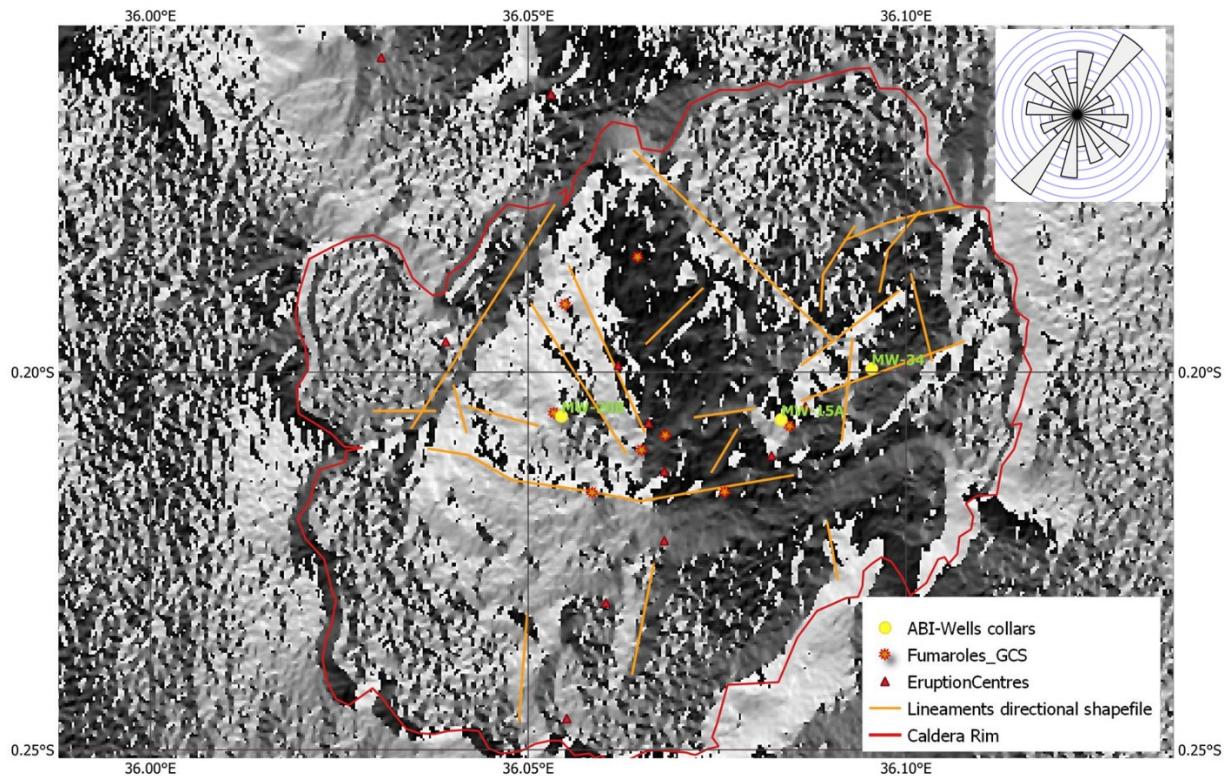 36.00°E 36.05°E 36.10°E
0.20°S 0.20°S
MW-34
MW-15A
0.25°S 0.25°S
ABI-Wells collars
Fumaroles_GCS
EruptionCentres
Lineaments directional shapefile
Caldera Rim
36.00°E 36.05°E 36.10°E